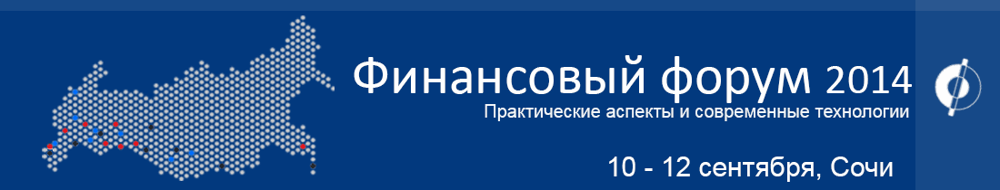 Финансовый форум 2014
Практические аспекты и современные технологии
10 - 12 сентября, Сочи